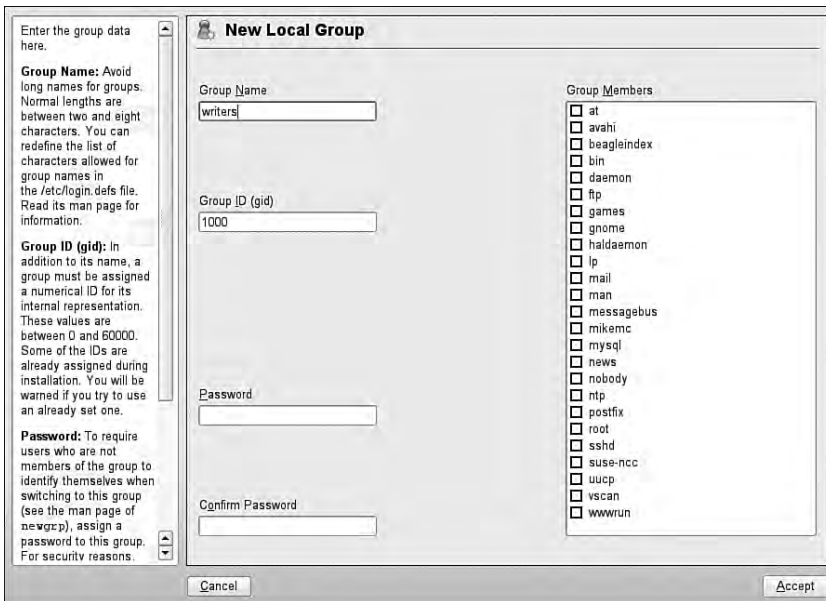 Enter the group data
here.
Group Name: Avoid
long names for groups.
Normal lengths are
between two and eight
characters. You can
redefine the list of
characters allowed for
group names in
the /etc/login.defs file.
Read its man page for
information.
Group ID (gid): In
addition to its name, a
group must be assigned
a numerical ID for its
internal representation.
These values are
between 0 and 60000.
Some of the IDs are
already assigned during
installation. You will be
warned if you try to use
an already set one.
Password: To require
users who are not
members of the group to
identify themselves when
switching to this group
(see the man page of
newgrp), assign a
password to this group.
For security reasons,
New Local Group
Group Name
writers
Group ID (gid)
1000
Password
Confirm Password
Group Members
at
avahi
beagleindex
bin
daemon
ftp
games
gnome
haldaemon
lp
mail
man
messagebus
mikemc
mysql
news
nobody
ntp
postfix
root
sshd
suse-ncc
uucp
vscan
wwwrun
Cancel
Accept